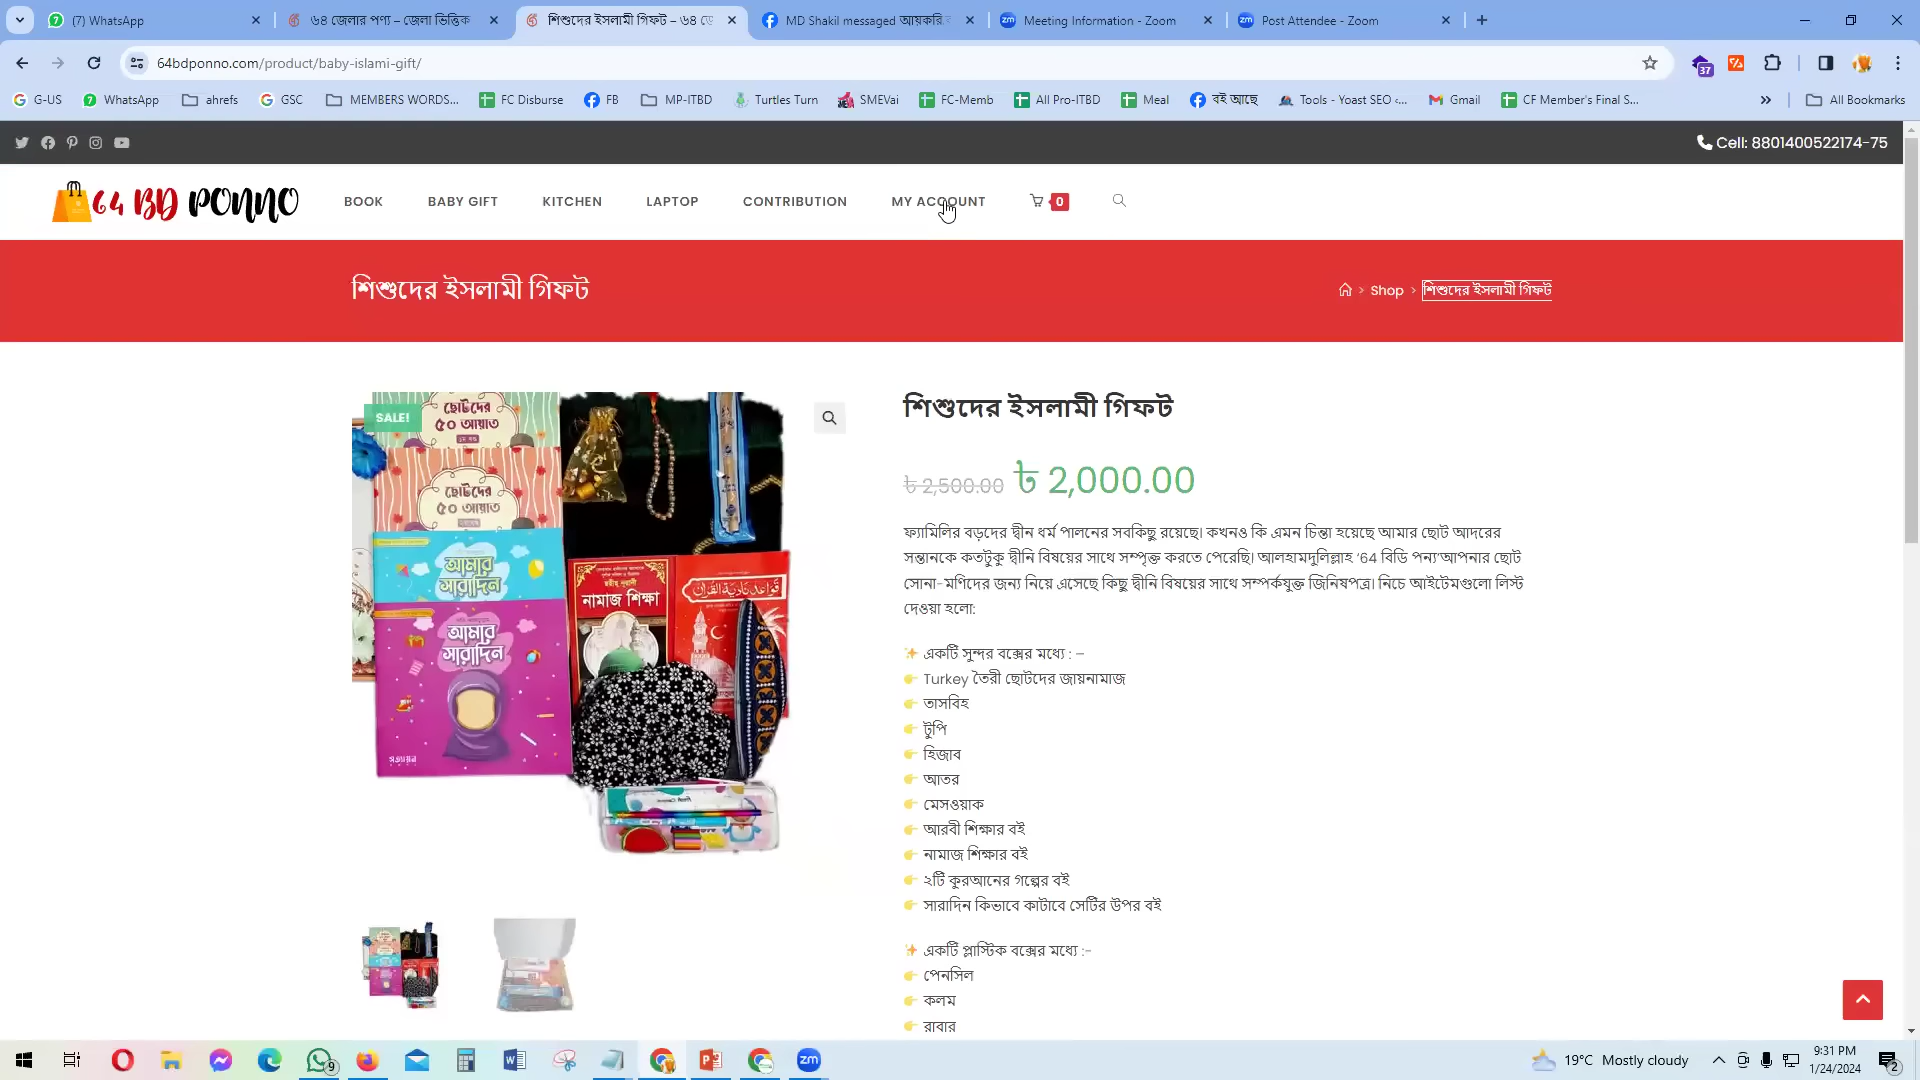 (7) WhatsApp
৬৪ জেলার পণ্য – জেলা ভিত্তিক
শিশুদের ইসলামী গিফট – ৬৪ জে
MD Shakil messaged আয়করি.ব
Meeting Information - Zoom
Post Attendee - Zoom
64bdponno.com/product/baby-islami-gift/
37
G-US
WhatsApp
ahrefs
GSC
MEMBERS WORDS...
FC Disburse
FB
MP-ITBD
Turtles Turn
SMEVai
FC-Memb
All Pro-ITBD
Meal
বই আছে
Tools - Yoast SEO ‹...
Gmail
CF Member's Final S...
»
All Bookmarks
Cell: 8801400522174-75
64 BD PONNO
BOOK
BABY GIFT
KITCHEN
LAPTOP
CONTRIBUTION
MY ACCOUNT
0
শিশুদের ইসলামী গিফট
> Shop > শিশুদের ইসলামী গিফট
SALE!
ছোটদের
৫০ আয়াত
ছোটদের
৫০ আয়াত
আমার
সারাদিন
আমার
সারাদিন
নামাজ শিক্ষা
শিশুদের ইসলামী গিফট
৳ 2,500.00 ৳ 2,000.00
ফ্যামিলির বড়দের দ্বীন ধর্ম পালনের সবকিছু রয়েছে। কখনও কি এমন চিন্তা হয়েছে আমার ছোট আদরের
সন্তানকে কতটুকু দ্বীনি বিষয়ের সাথে সম্পৃক্ত করতে পেরেছি। আলহামদুলিল্লাহ ‘64 বিডি পন্য’আপনার ছোট
সোনা-মণিদের জন্য নিয়ে এসেছে কিছু দ্বীনি বিষয়ের সাথে সম্পর্কযুক্ত জিনিষপত্র। নিচে আইটেমগুলো লিস্ট
দেওয়া হলো:
✨ একটি সুন্দর বক্সের মধ্যে : –
👉 Turkey তৈরী ছোটদের জায়নামাজ
👉 তাসবিহ
👉 টুপি
👉 হিজাব
👉 আতর
👉 মেসওয়াক
👉 আরবী শিক্ষার বই
👉 নামাজ শিক্ষার বই
👉 ২টি কুরআনের গল্পের বই
👉 সারাদিন কিভাবে কাটাবে সেটির উপর বই
✨ একটি প্লাস্টিক বক্সের মধ্যে :-
👉 পেনসিল
👉 কলম
👉 রাবার
9
19°C Mostly cloudy
9:31 PM
1/24/2024
2